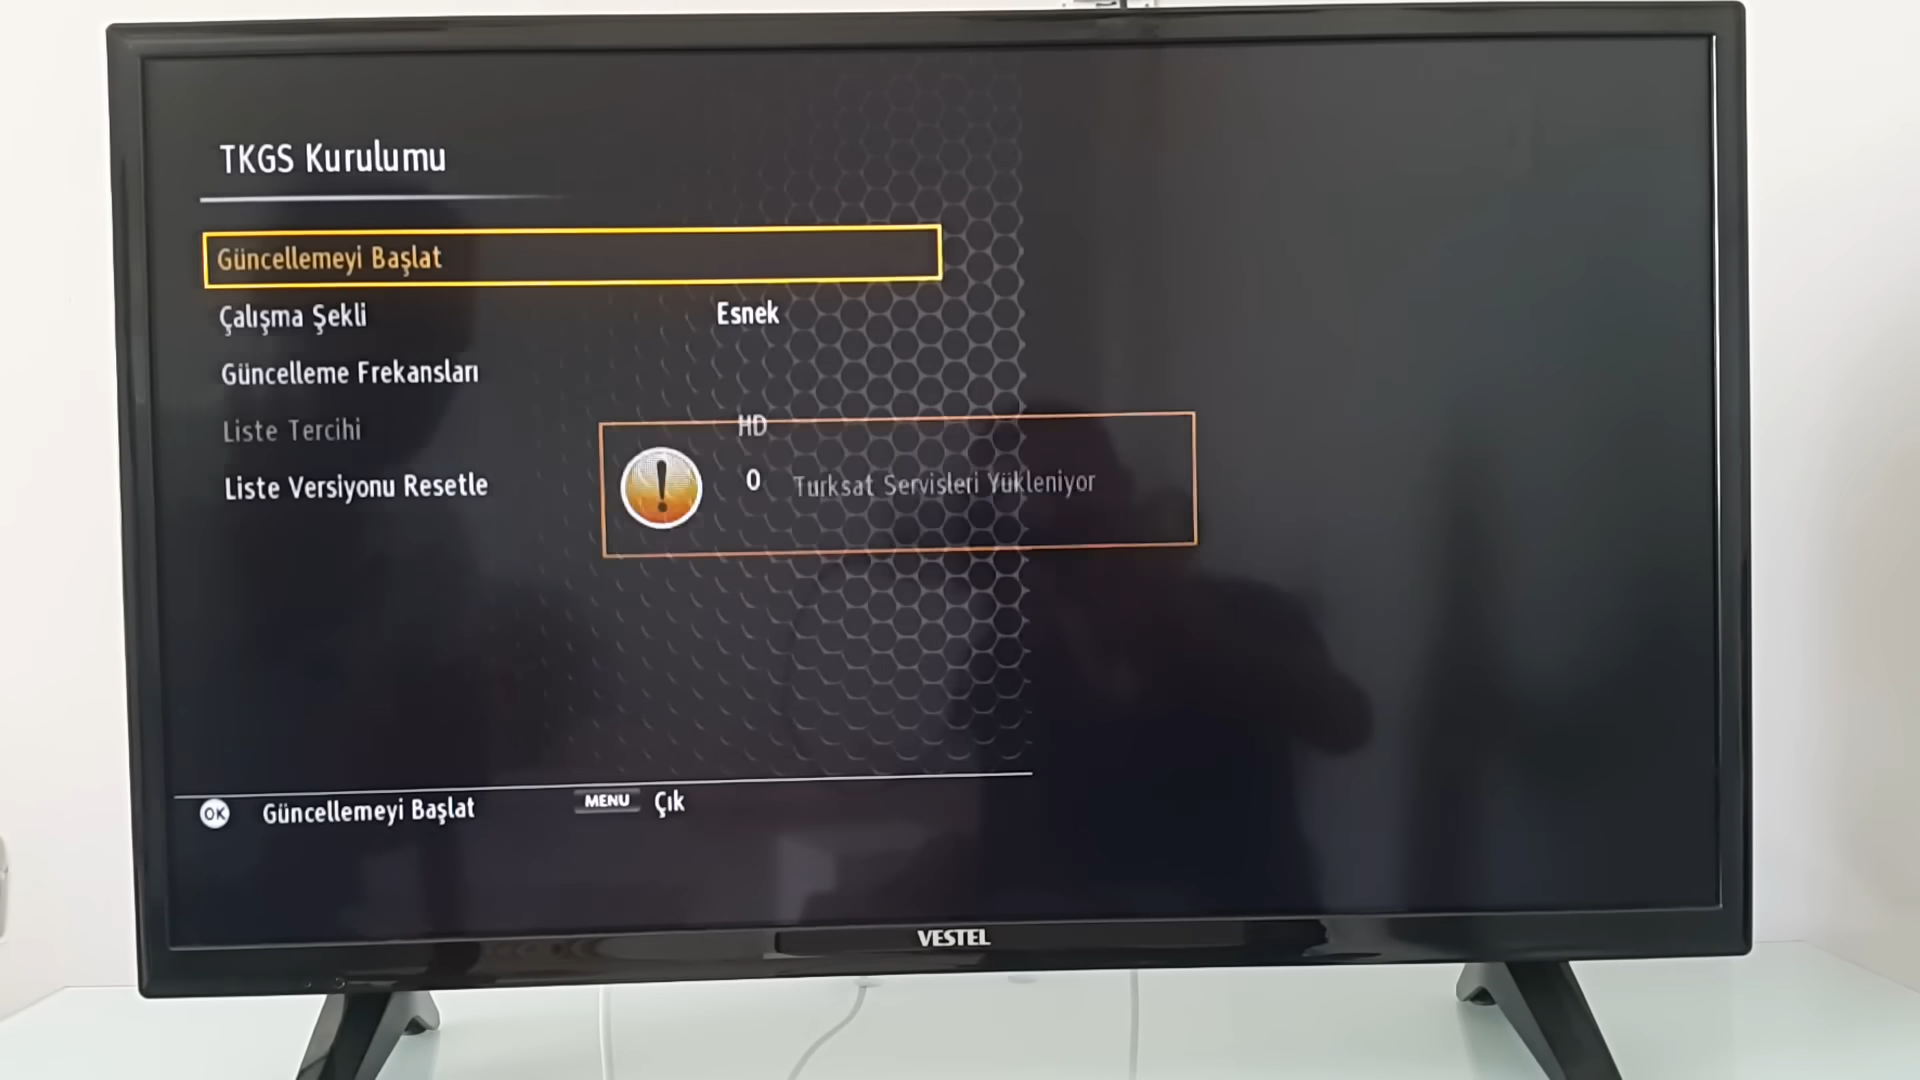 TKGS Kurulumu
Güncellemeyi Başlat
Çalışma Şekli Esnek
Güncelleme Frekansları
Liste Tercihi HD
Liste Versiyonu Resetle 0
Turksat Servisleri Yükleniyor
OK Güncellemeyi Başlat MENU Çık
VESTEL